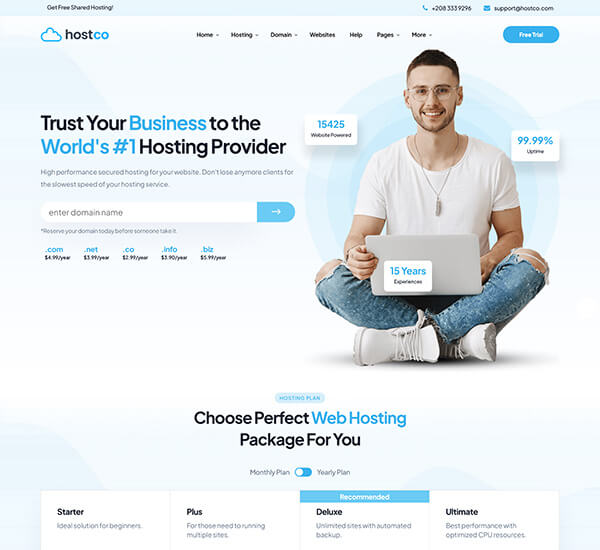 Get Free Shared Hosting!
+208 333 9296
support@hostco.com
hostco
Home
Hosting
Domain
Websites
Help
Pages
More
Free Trial
Trust Your Business to the
World's #1 Hosting Provider
High performance secured hosting for your website. Don't lose anymore clients for
the slowest speed of your hosting service.
enter domain name
*Reserve your domain today before someone take it.
.com
.net
.co
.info
.biz
$4.99/year
$3.99/year
$2.99/year
$3.90/year
$5.99/year
15425
Website Powered
99.99%
Uptime
15 Years
Experiences
HOSTING PLAN
Choose Perfect Web Hosting
Package For You
Monthly Plan
Yearly Plan
Recommended
Starter
Ideal solution for beginners.
Plus
For those need to running
multiple sites.
Deluxe
Unlimited sites with automated
backup.
Ultimate
Best performance with
optimized CPU resources.